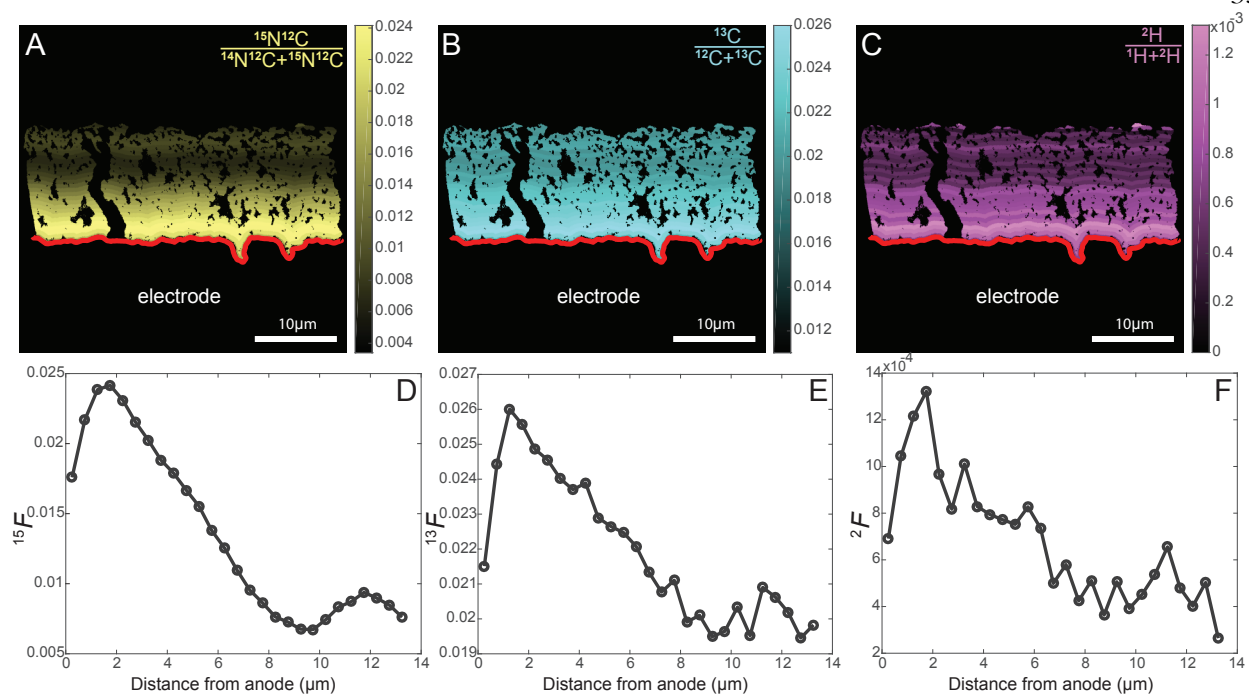 A
¹⁵N¹²C
¹⁴N¹²C+¹⁵N¹²C
0.024
0.022
0.02
0.018
0.016
0.014
0.012
0.01
0.008
0.006
0.004
electrode
10µm
B
¹³C
¹²C+¹³C
0.026
0.024
0.022
0.02
0.018
0.016
0.014
0.012
electrode
10µm
C
²H
¹H+²H
×10⁻³
1.2
1
0.8
0.6
0.4
0.2
0
electrode
10µm
D
0.025
0.02
0.015
0.01
0.005
¹⁵F
0 2 4 6 8 10 12 14
Distance from anode (µm)
E
0.027
0.026
0.024
0.023
0.022
0.021
0.02
0.019
¹³F
0 2 4 6 8 10 12 14
Distance from anode (µm)
F
×10⁻⁴
14
12
10
8
6
4
2
²F
0 2 4 6 8 10 12 14
Distance from anode (µm)